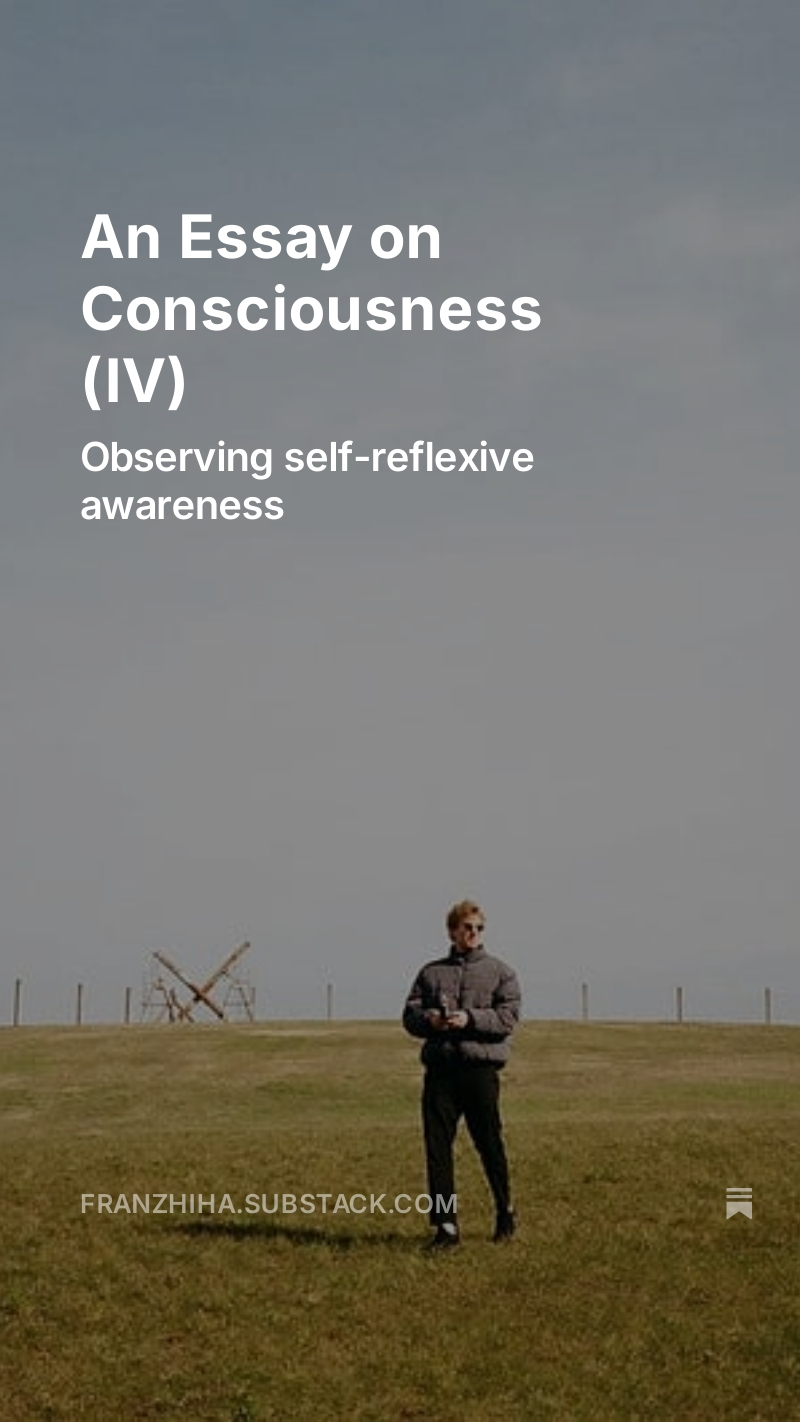 An Essay on
Consciousness
(IV)
Observing self-reflexive
awareness
FRANZHIHA.SUBSTACK.COM